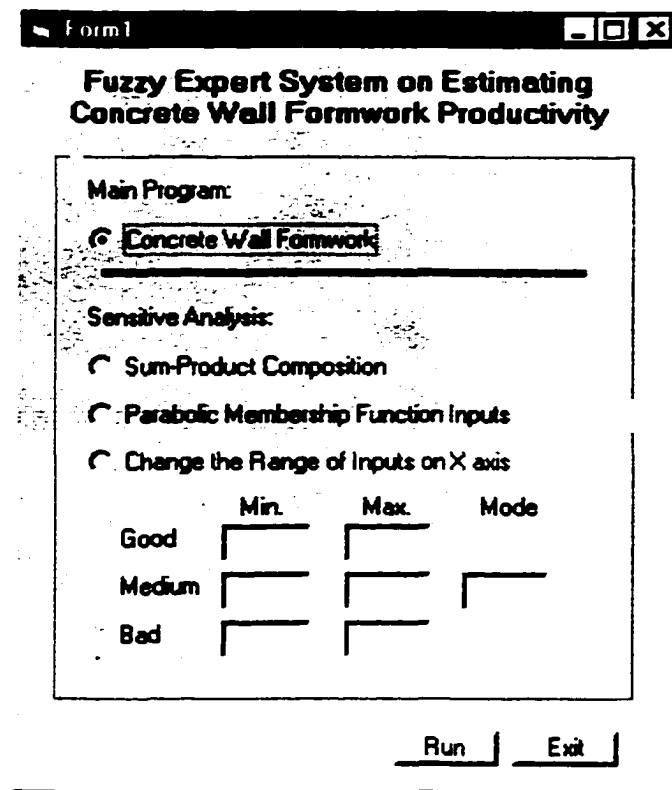 Form1
Fuzzy Expert System on Estimating
Concrete Wall Formwork Productivity
Main Program:
Concrete Wall Formwork
Sensitive Analysis:
Sum-Product Composition
Parabolic Membership Function Inputs
Change the Range of Inputs on X axis
Min. Max. Mode
Good
Medium
Bad
Run Exit